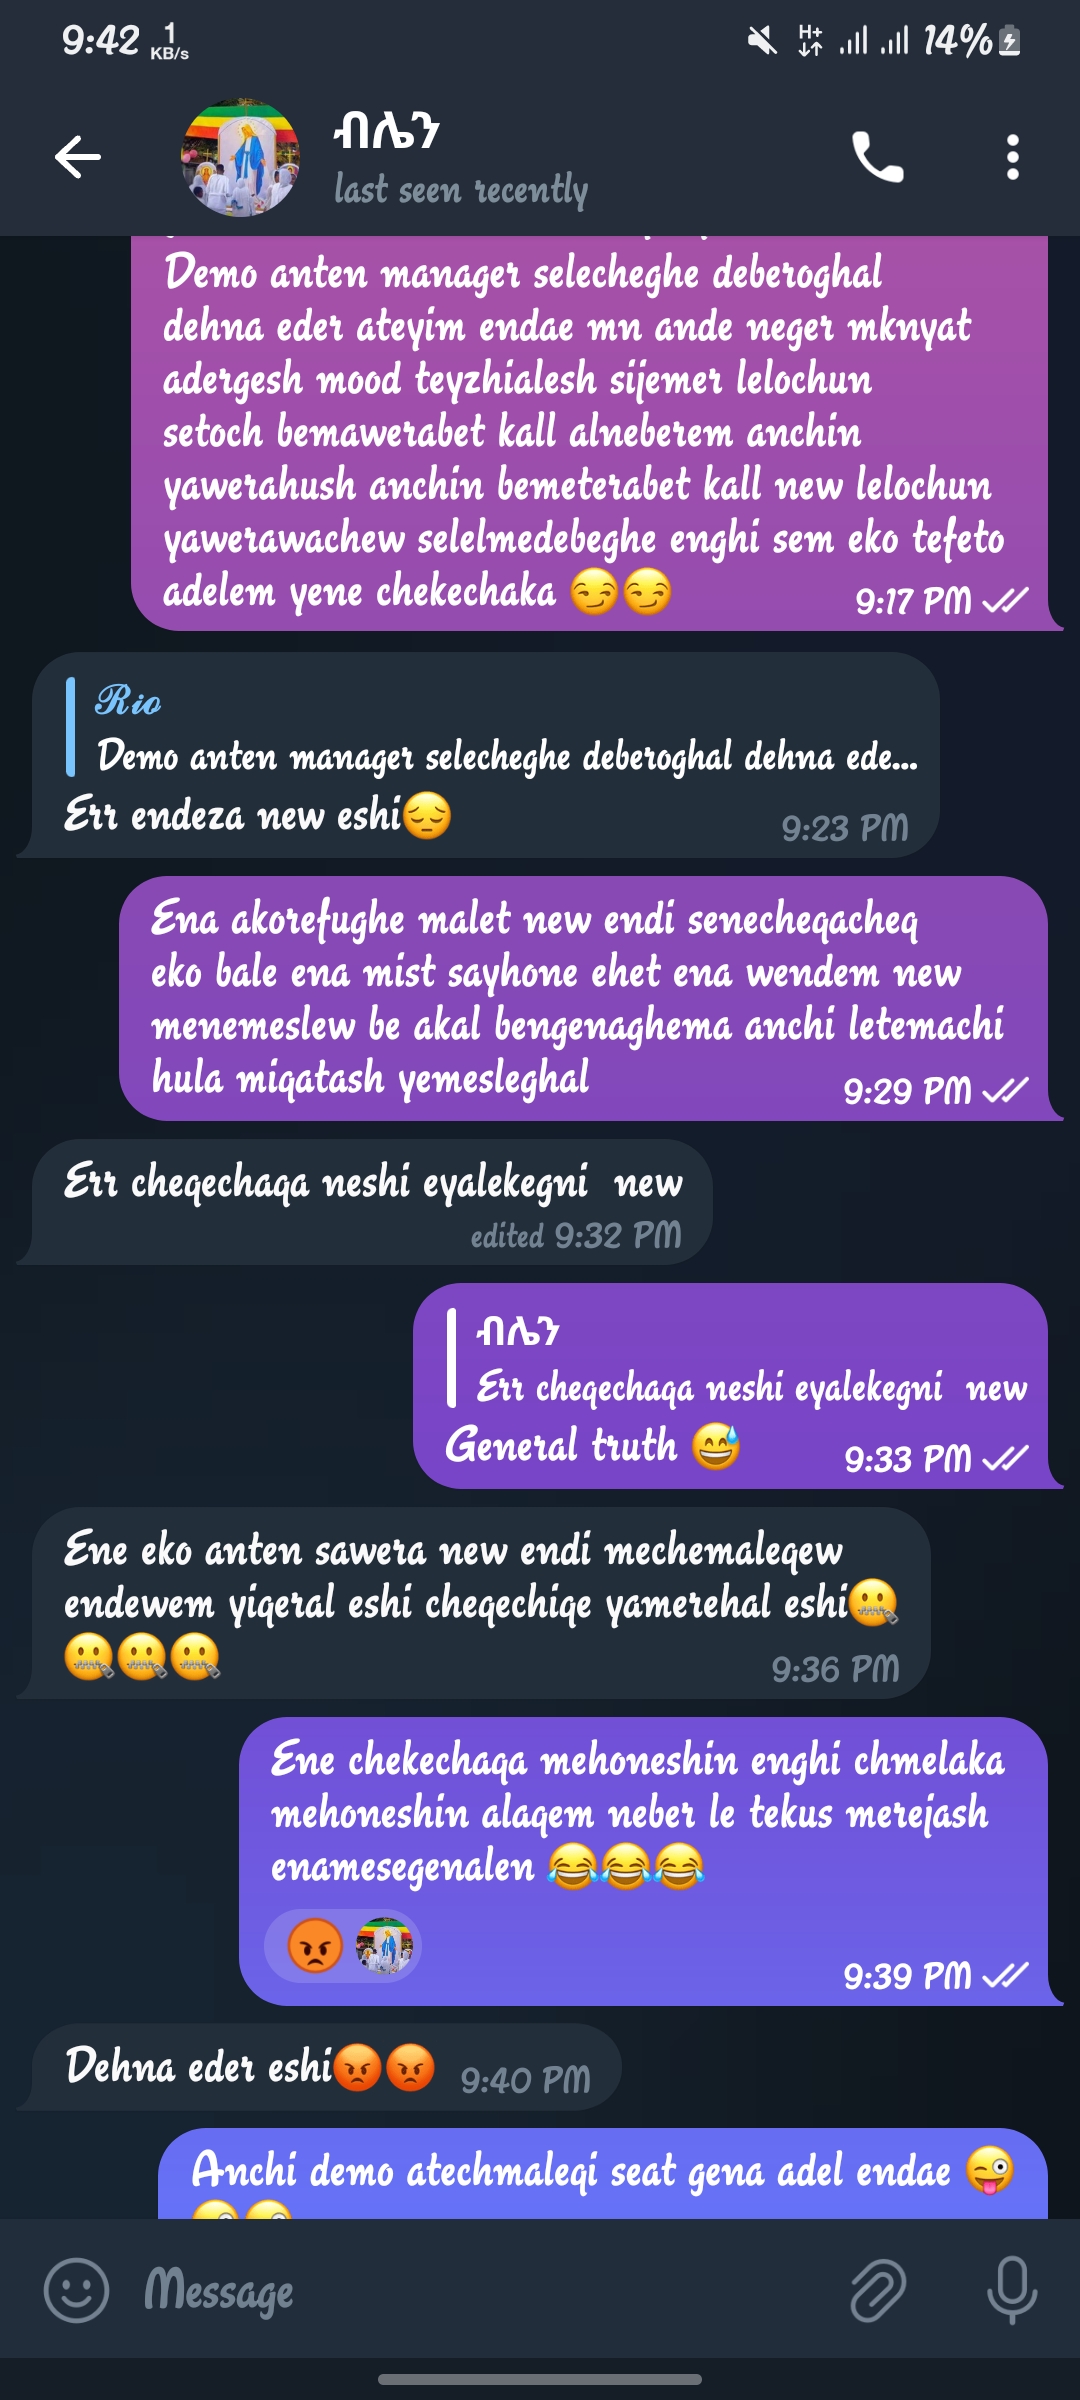 9:42 1 KB/s H+ 14%
ብሌን
last seen recently
Demo anten manager selecheghe deberoghal
dehna eder ateyim endae mn ande neger mknyat
adergesh mood teyzhialesh sijemer lelochun
setoch bemawerabet kall alneberem anchin
yawerahush anchin bemeterabet kall new lelochun
yawerawachew selelmedebeghe enghi sem eko tefeto
adelem yene chekechaka 😏😏 9:17 PM
Rio
Demo anten manager selecheghe deberoghal dehna ede...
Err endeza new eshi😔 9:23 PM
Ena akorefughe malet new endi senecheqacheq
eko bale ena mist sayhone ehet ena wendem new
menemeslew be akal bengenaghema anchi letemachi
hula miqatash yemesleghal 9:29 PM
Err cheqechaqa neshi eyalekegni new
edited 9:32 PM
ብሌን
Err cheqechaqa neshi eyalekegni new
General truth 😅 9:33 PM
Ene eko anten sawera new endi mechemaleqew
endewem yiqeral eshi cheqechiqe yamerehal eshi🤐
🤐🤐🤐 9:36 PM
Ene chekechaqa mehoneshin enghi chmelaka
mehoneshin alaqem neber le tekus merejash
enamesegenalen 😂😂😂
😡 9:39 PM
Dehna eder eshi😡😡 9:40 PM
Anchi demo atechmaleqi seat gena adel endae 😜
😜😜
Message